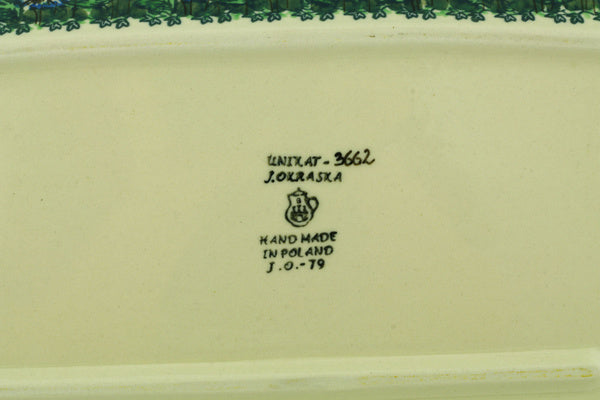 UNIKAT - 3662
J. OKRASKA
HAND MADE
IN POLAND
J.O.-79